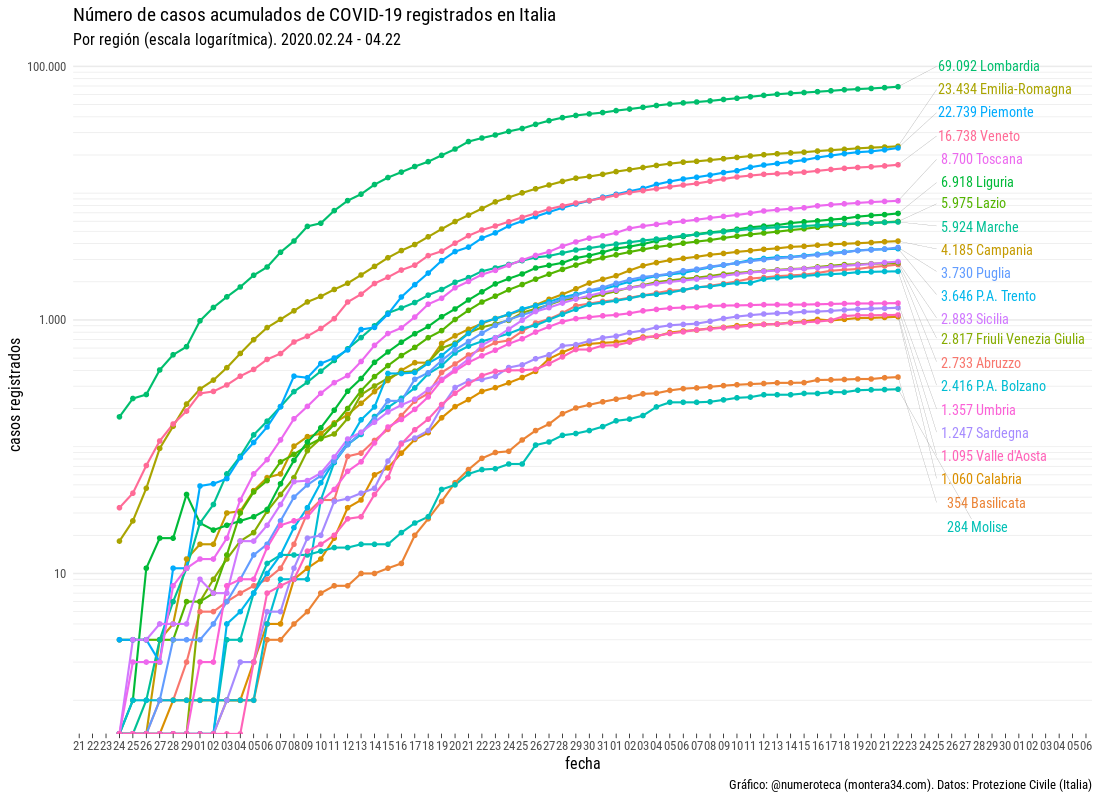 Número de casos acumulados de COVID-19 registrados en Italia
Por región (escala logarítmica). 2020.02.24 - 04.22
100.000
1.000
10
casos registrados
69.092 Lombardia
23.434 Emilia-Romagna
22.739 Piemonte
16.738 Veneto
8.700 Toscana
6.918 Liguria
5.975 Lazio
5.924 Marche
4.185 Campania
3.730 Puglia
3.646 P.A. Trento
2.883 Sicilia
2.817 Friuli Venezia Giulia
2.733 Abruzzo
2.416 P.A. Bolzano
1.357 Umbria
1.247 Sardegna
1.095 Valle d'Aosta
1.060 Calabria
354 Basilicata
284 Molise
21 22 23 24 25 26 27 28 29 01 02 03 04 05 06 07 08 09 10 11 12 13 14 15 16 17 18 19 20 21 22 23 24 25 26 27 28 29 30 31 01 02 03 04 05 06 07 08 09 10 11 12 13 14 15 16 17 18 19 20 21 22 23 24 25 26 27 28 29 30 01 02 03 04 05 06
fecha
Gráfico: @numeroteca (montera34.com). Datos: Protezione Civile (Italia)